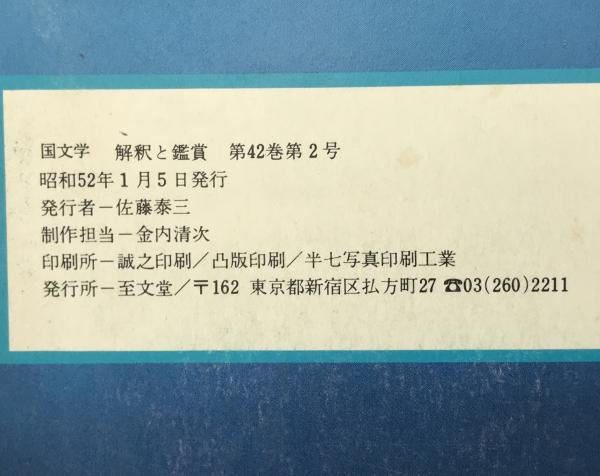 国文学　解釈と鑑賞　第42巻第2号
昭和52年1月5日発行
発行者−佐藤泰三
制作担当−金内清次
印刷所−誠之印刷／凸版印刷／半七写真印刷工業
発行所−至文堂／〒162 東京都新宿区払方町27 ☎03(260)2211